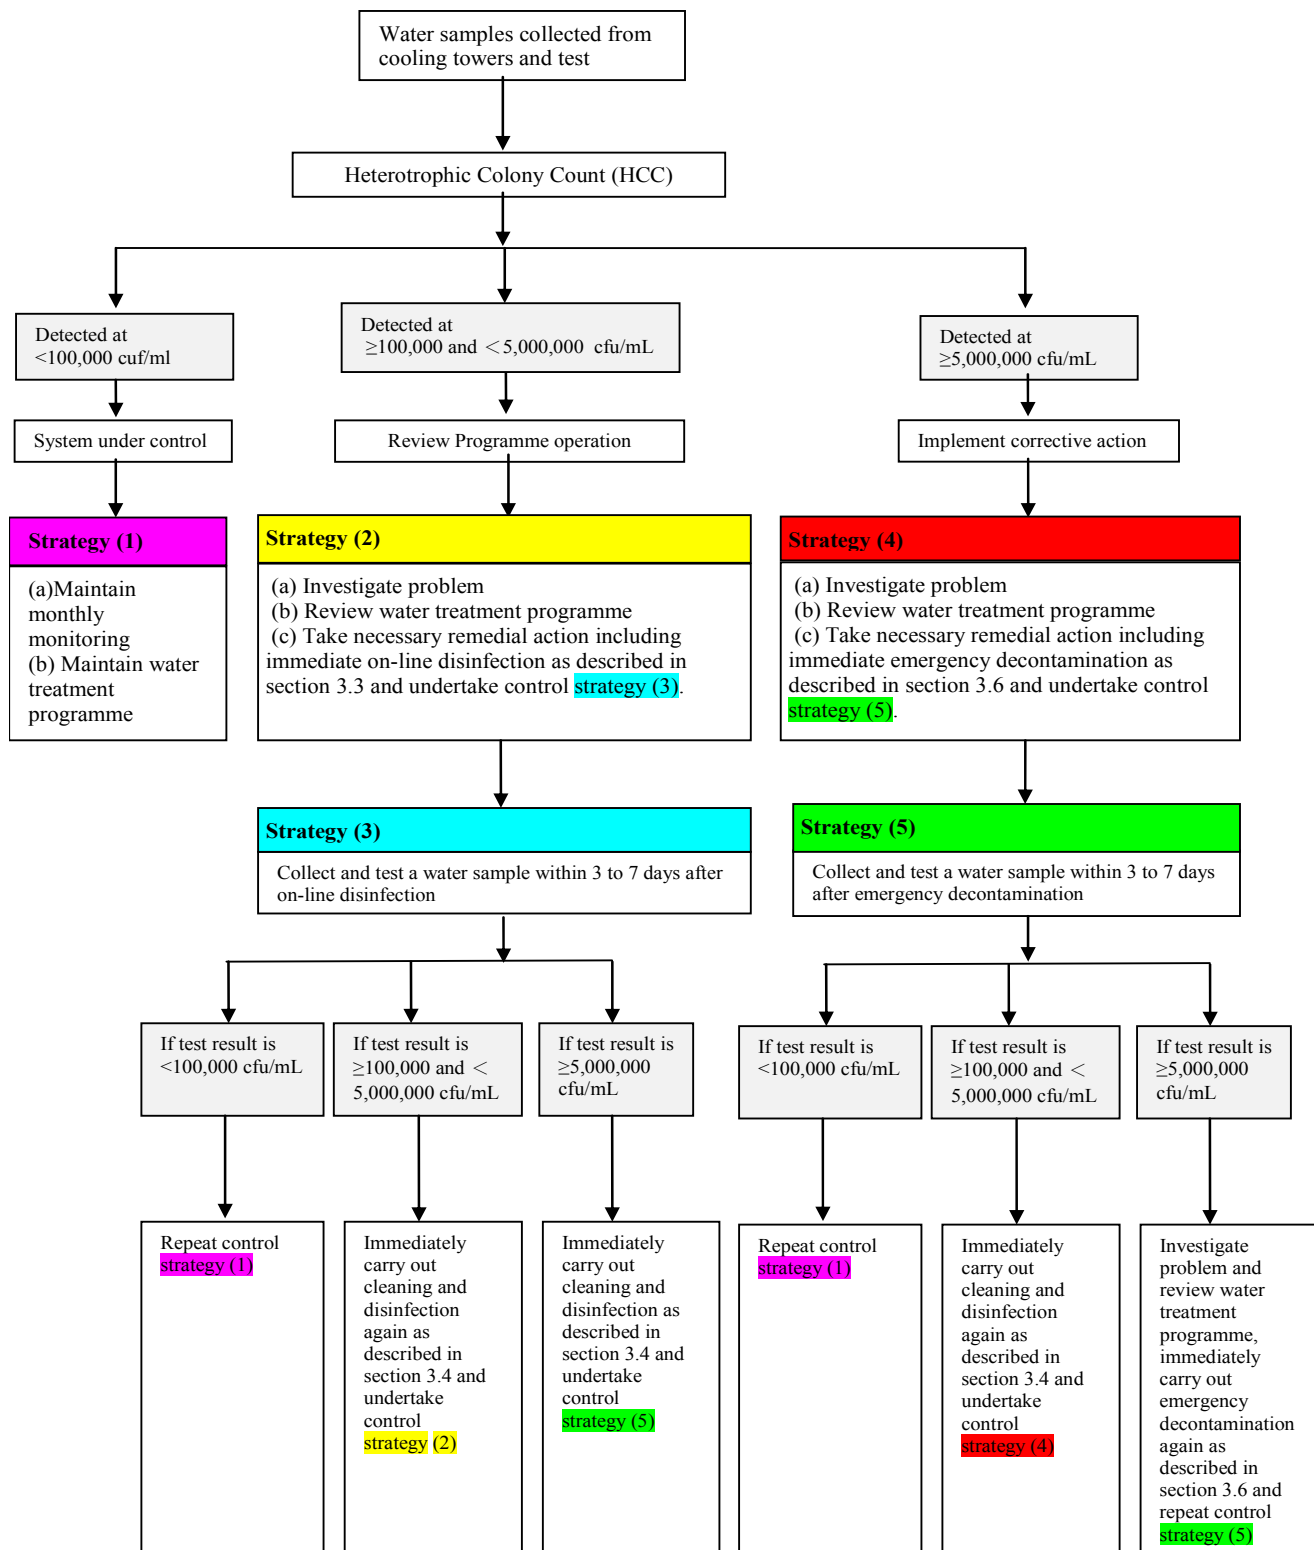 Water samples collected from
cooling towers and test
Heterotrophic Colony Count (HCC)
Detected at
<100,000 cuf/ml
Detected at
≥100,000 and <5,000,000 cfu/mL
Detected at
≥5,000,000 cfu/mL
System under control
Review Programme operation
Implement corrective action
Strategy (1)
(a)Maintain
monthly
monitoring
(b) Maintain water
treatment
programme
Strategy (2)
(a) Investigate problem
(b) Review water treatment programme
(c) Take necessary remedial action including
immediate on-line disinfection as described in
section 3.3 and undertake control strategy (3).
Strategy (4)
(a) Investigate problem
(b) Review water treatment programme
(c) Take necessary remedial action including
immediate emergency decontamination as
described in section 3.6 and undertake control
strategy (5).
Strategy (3)
Collect and test a water sample within 3 to 7 days after
on-line disinfection
Strategy (5)
Collect and test a water sample within 3 to 7 days
after emergency decontamination
If test result is
<100,000 cfu/mL
If test result is
≥100,000 and <
5,000,000 cfu/mL
If test result is
≥5,000,000
cfu/mL
If test result is
<100,000 cfu/mL
If test result is
≥100,000 and <
5,000,000 cfu/mL
If test result is
≥5,000,000
cfu/mL
Repeat control
strategy (1)
Immediately
carry out
cleaning and
disinfection
again as
described in
section 3.4 and
undertake
control
strategy (2)
Immediately
carry out
cleaning and
disinfection as
described in
section 3.4 and
undertake
control
strategy (5)
Repeat control
strategy (1)
Immediately
carry out
cleaning and
disinfection
again as
described in
section 3.4 and
undertake
control
strategy (4)
Investigate
problem and
review water
treatment
programme,
immediately
carry out
emergency
decontamination
again as
described in
section 3.6 and
repeat control
strategy (5)